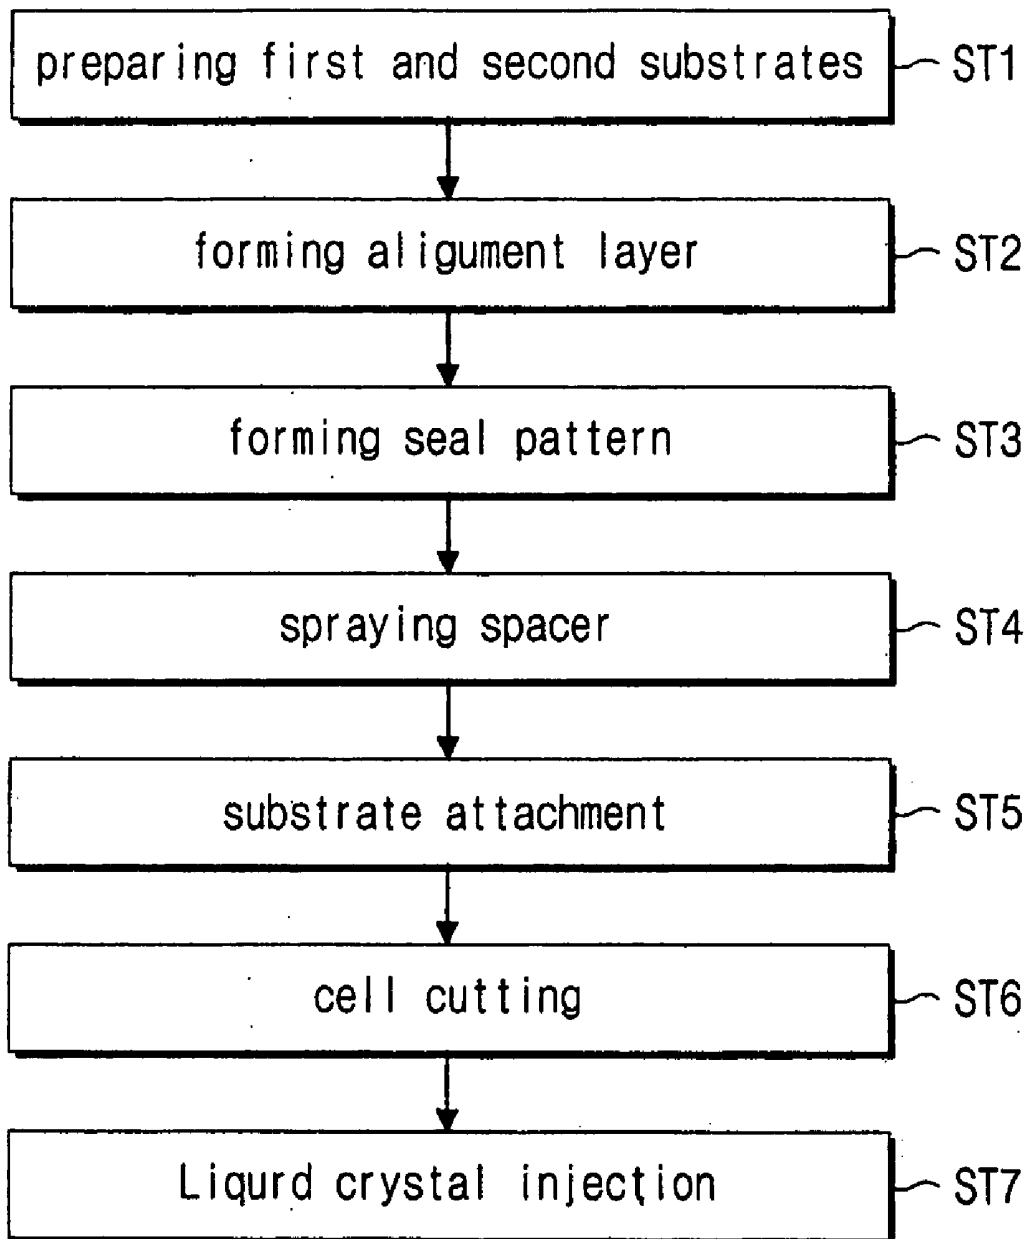 preparing first and second substrates ST1
forming aligument layer ST2
forming seal pattern ST3
spraying spacer ST4
substrate attachment ST5
cell cutting ST6
Liqurd crystal injection ST7